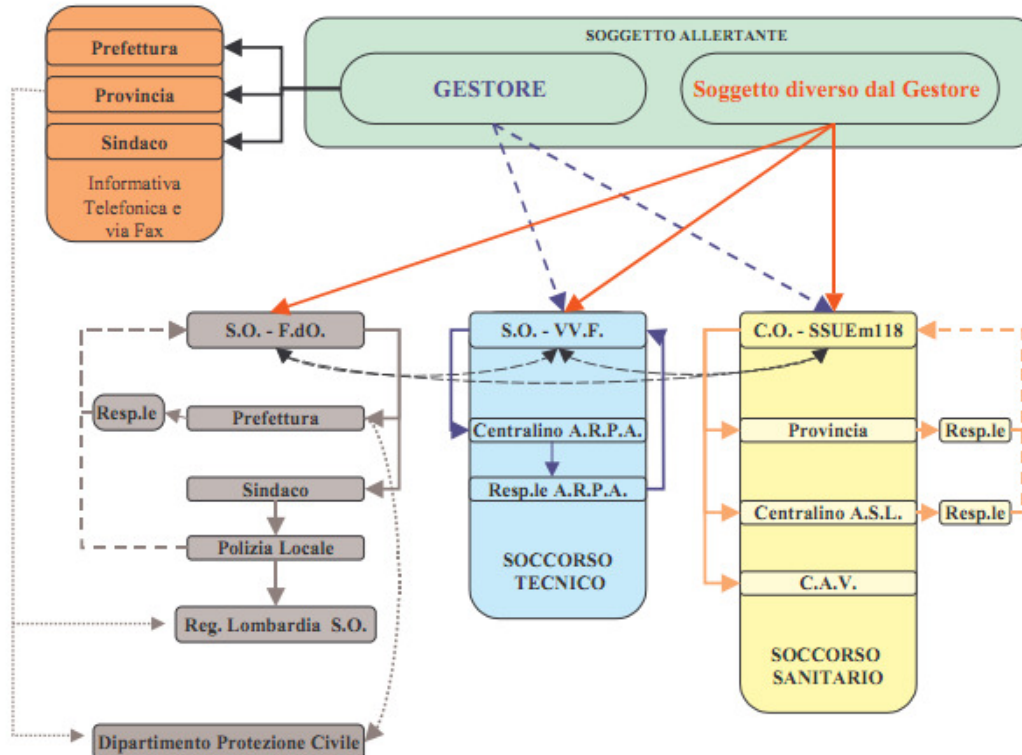 SOGGETTO ALLERTANTE
Prefettura
Provincia
Sindaco
Informativa
Telefonica e
via Fax
GESTORE
Soggetto diverso dal Gestore
S.O. - F.dO.
S.O. - VV.F.
C.O. - SSUEm118
Resp.le
Prefettura
Centralino A.R.P.A.
Provincia
Resp.le
Sindaco
Resp.le A.R.P.A.
Centralino A.S.L.
Resp.le
Polizia Locale
SOCCORSO
TECNICO
C.A.V.
Reg. Lombardia S.O.
SOCCORSO
SANITARIO
Dipartimento Protezione Civile